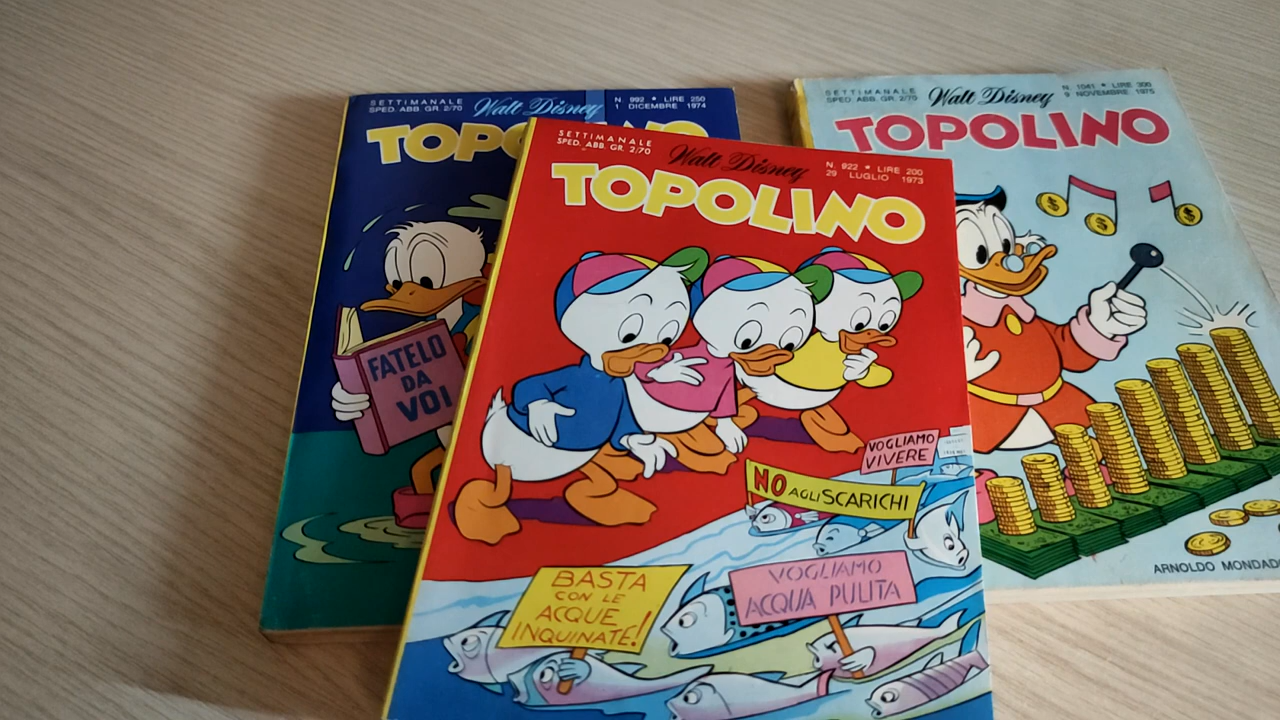 SETTIMANALE
SPED. ABB. GR. 2/70
Walt Disney
N. 992 * LIRE 250
1 DICEMBRE 1974
FATELO
DA
VOI
SETTIMANALE
SPED. ABB. GR. 2/70
Walt Disney
N. 922 * LIRE 200
29 LUGLIO 1973
TOPOLINO
VOGLIAMO
VIVERE
NO AGLI SCARICHI
BASTA
CON LE
ACQUE
INQUINATE!
VOGLIAMO
ACQUA PULITA
SETTIMANALE
SPED. ABB. GR. 2/70
Walt Disney
N. 1041 * LIRE 300
9 NOVEMBRE 1975
TOPOLINO
ARNOLDO MONDAD